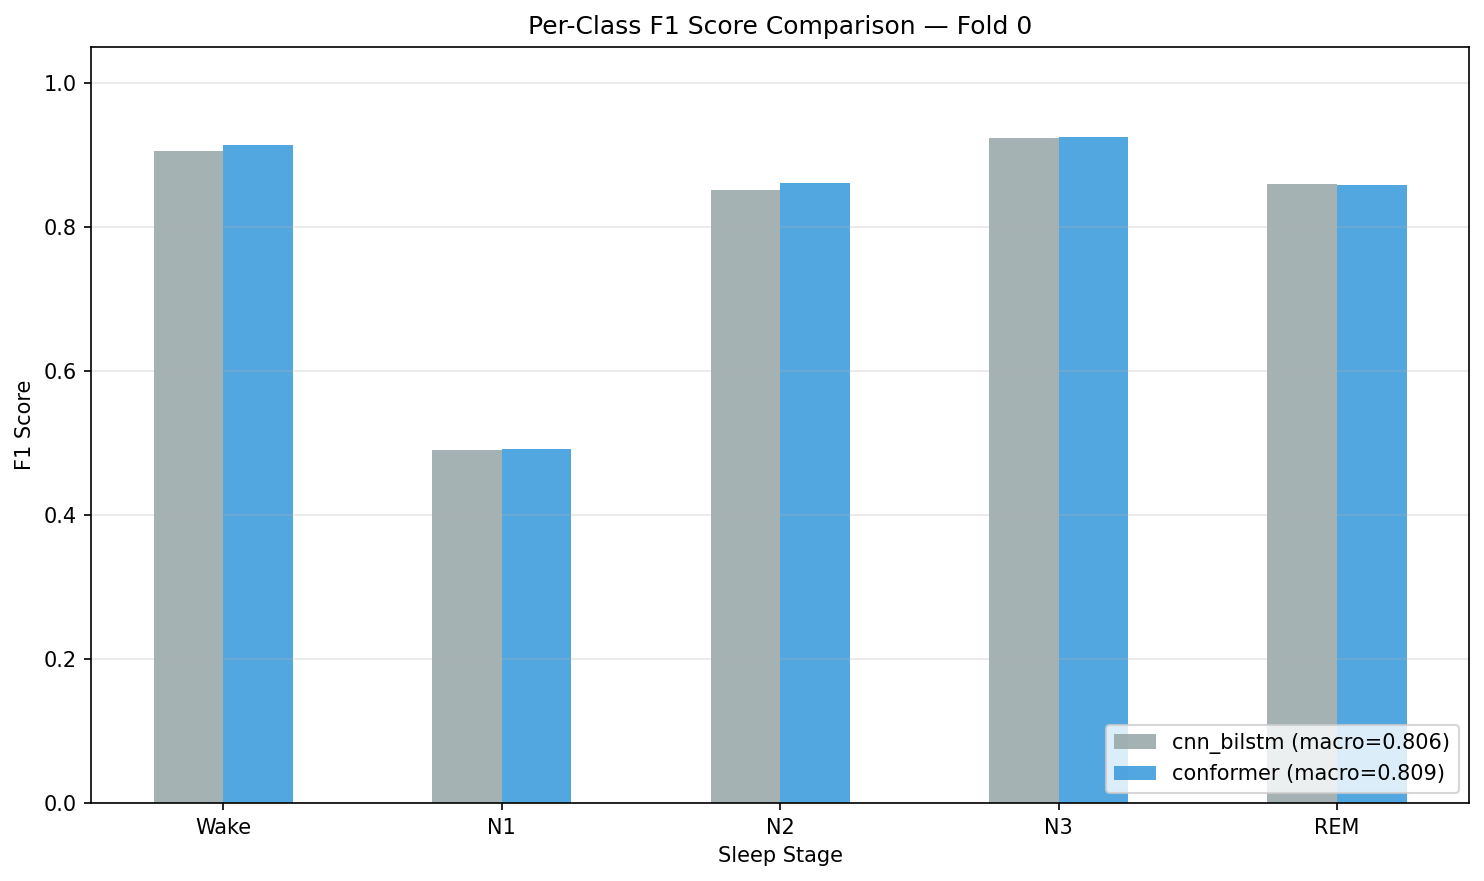 Per-Class F1 Score Comparison — Fold 0
1.0
0.8
0.6
0.4
0.2
0.0
F1 Score
Wake
N1
N2
N3
REM
Sleep Stage
cnn_bilstm (macro=0.806)
conformer (macro=0.809)